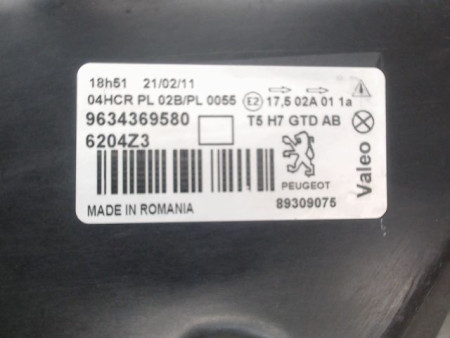 18h51 21/02/11
04HCR PL 02B/PL 0055 E2 17,5 02A 01 1a
9634369580 T5 H7 GTD AB
6204Z3
PEUGEOT
MADE IN ROMANIA 89309075
Valeo